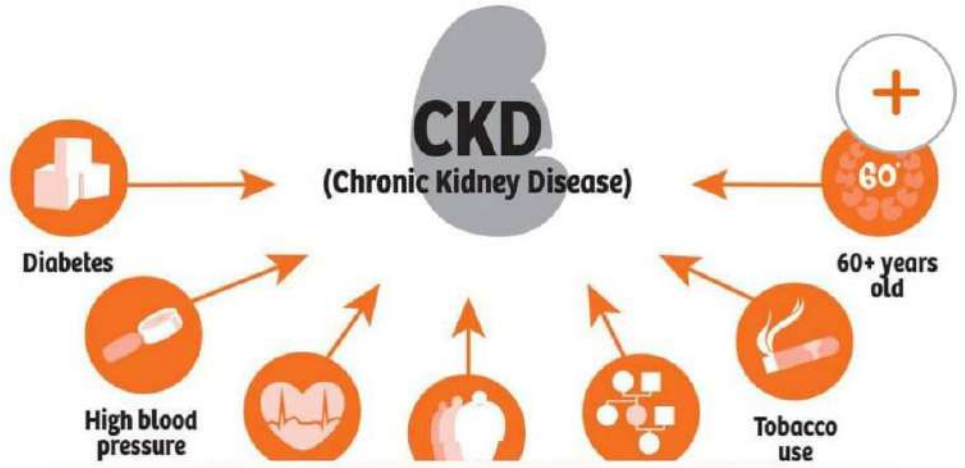 CKD
(Chronic Kidney Disease)
Diabetes
60+
60+ years
old
High blood
pressure
Tobacco
use